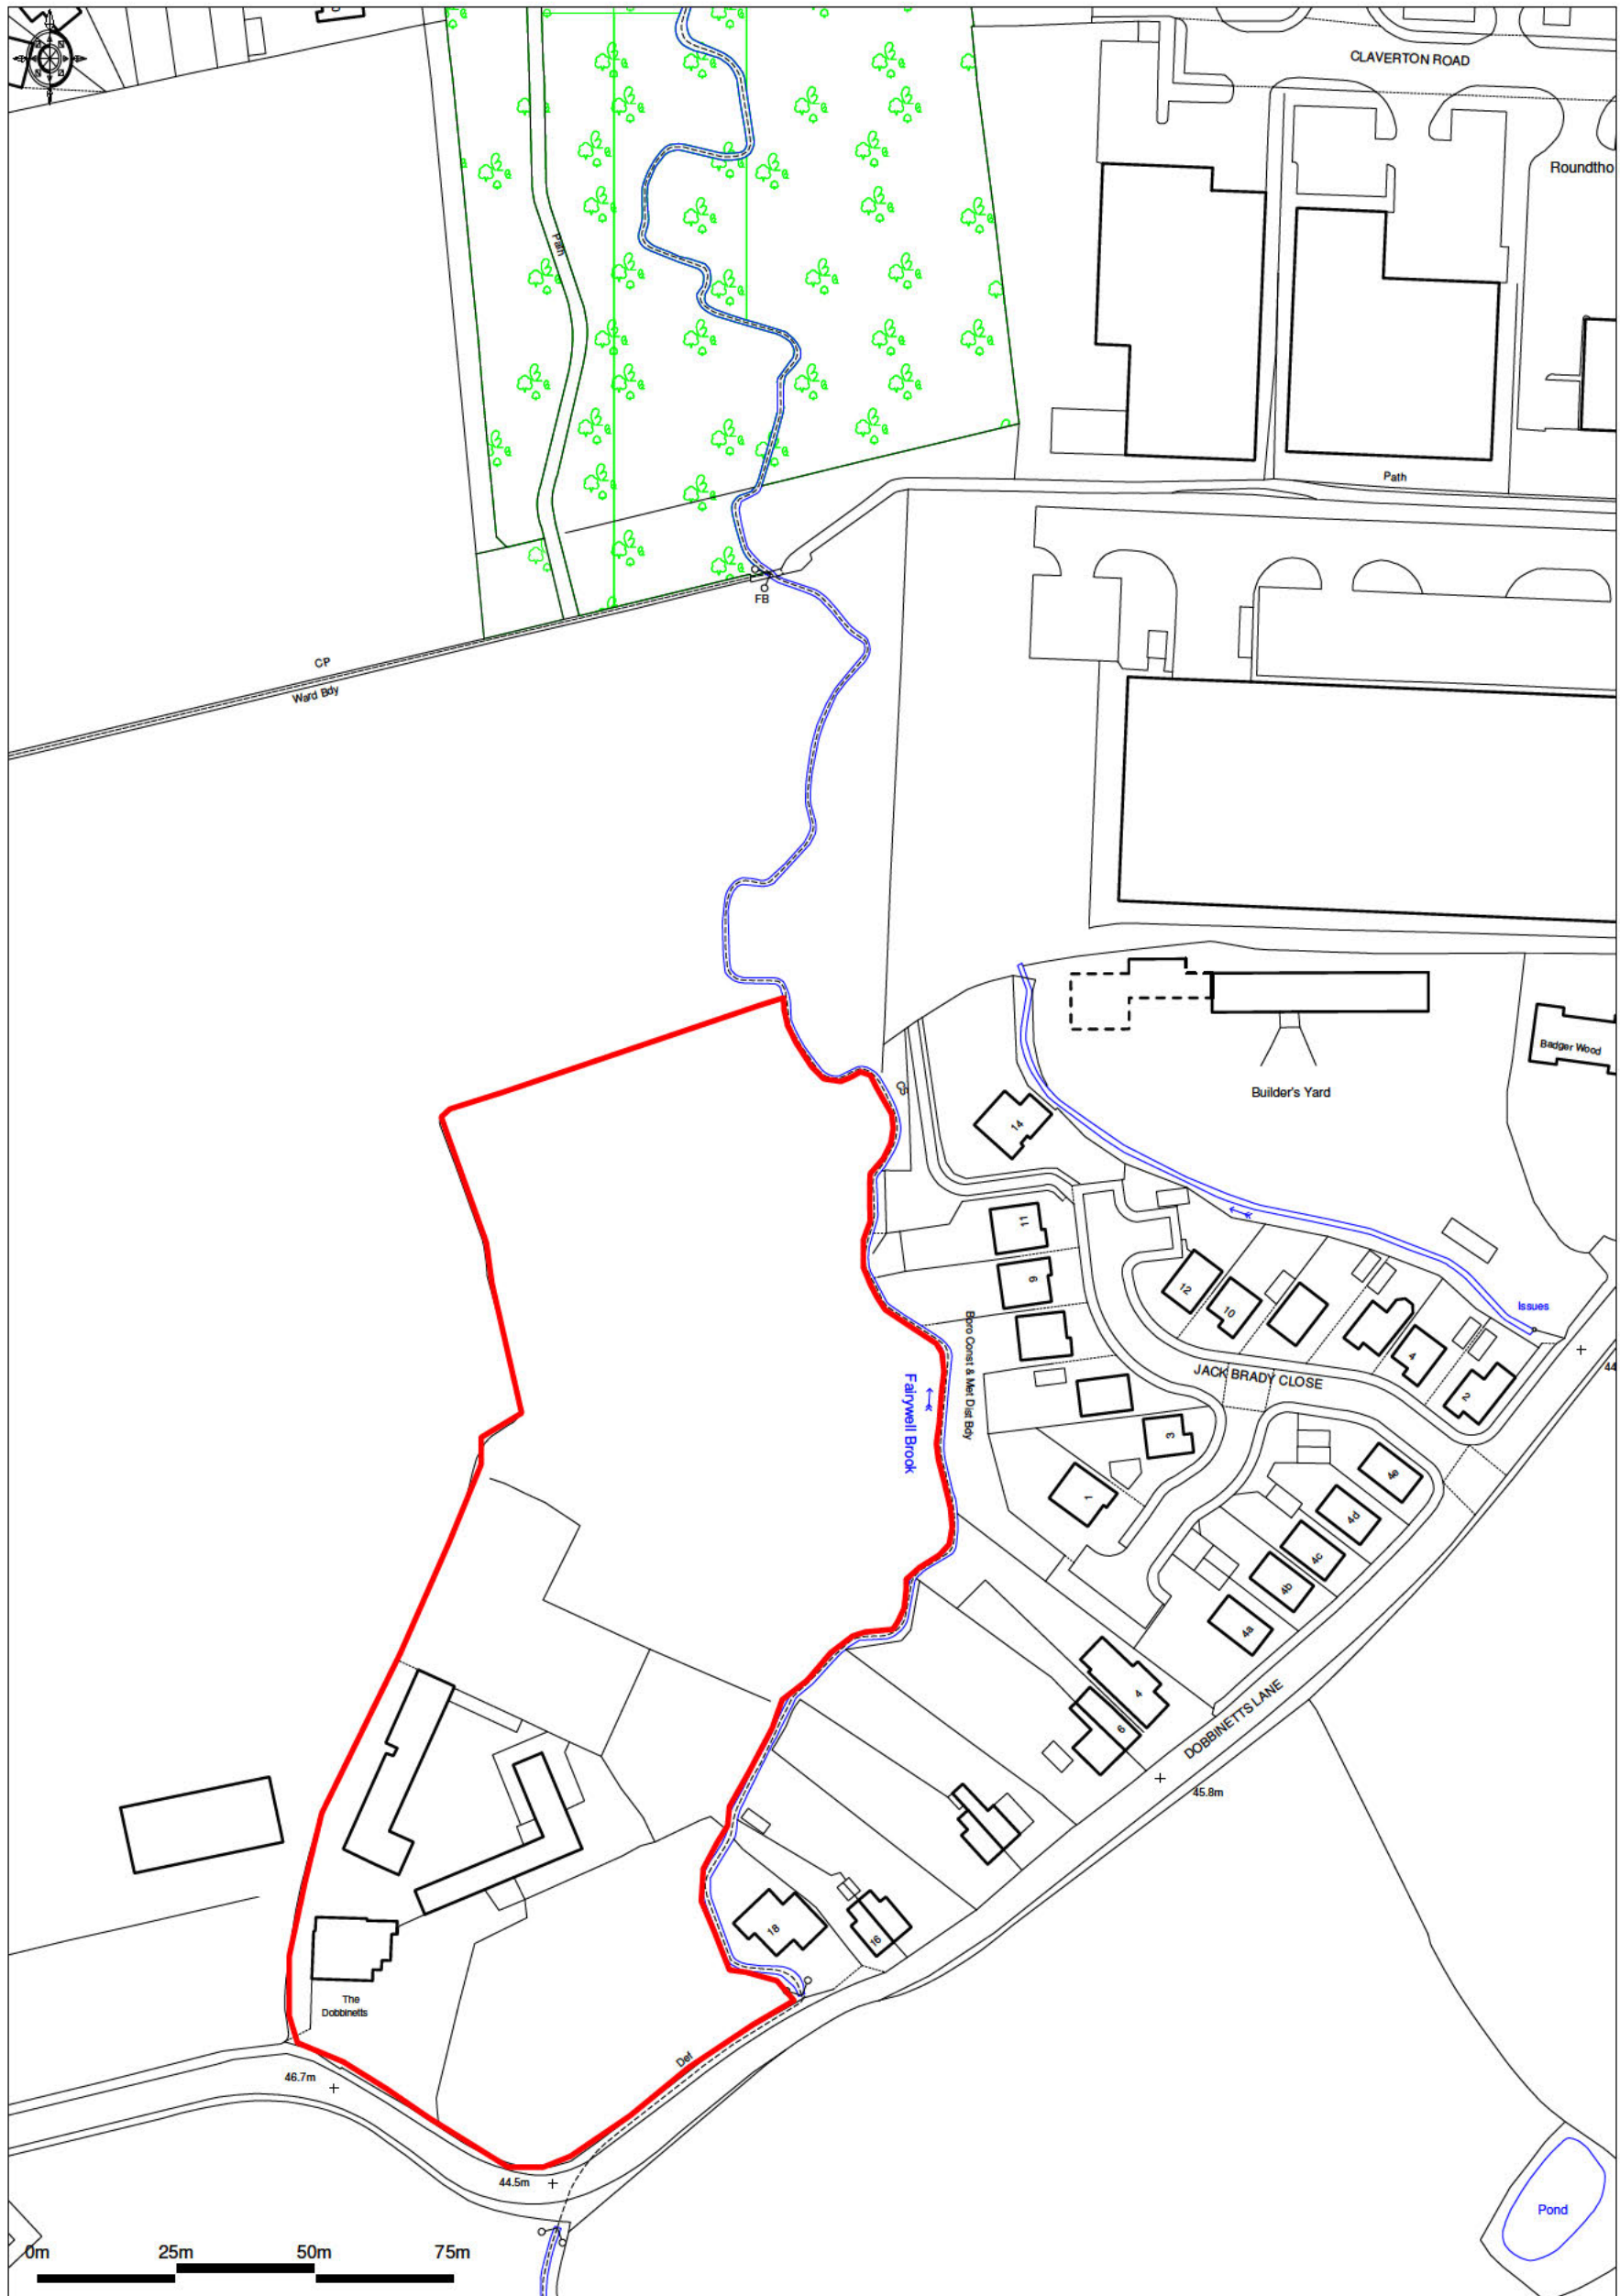 CLAVERTON ROAD
Roundtho
Path
Path
FB
CP
Ward Bdy
Badger Wood
Builder's Yard
14
11
9
12
10
4
2
Issues
44
JACK BRADY CLOSE
Boro Const & Met Dist Bdy
Fairywell Brook
3
1
4e
4d
4c
4b
4a
4
6
DOBBINETTS LANE
45.8m
18
16
The
Dobbinetts
Def
46.7m
44.5m
Pond
0m 25m 50m 75m